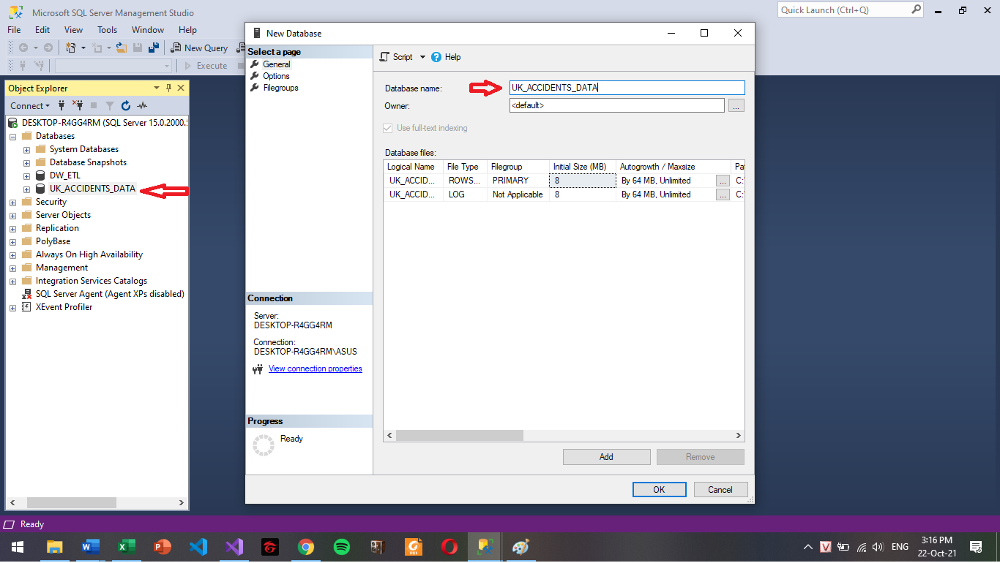 Microsoft SQL Server Management Studio
Quick Launch (Ctrl+Q)
File Edit View Tools Window Help
New Query
Execute
Object Explorer
Connect
DESKTOP-R4GG4RM (SQL Server 15.0.2000.5
Databases
System Databases
Database Snapshots
DW_ETL
UK_ACCIDENTS_DATA
Security
Server Objects
Replication
PolyBase
Always On High Availability
Management
Integration Services Catalogs
SQL Server Agent (Agent XPs disabled)
XEvent Profiler
New Database
Select a page
General
Options
Filegroups
Connection
Server:
DESKTOP-R4GG4RM
Connection:
DESKTOP-R4GG4RM\ASUS
View connection properties
Progress
Ready
Script Help
Database name: UK_ACCIDENTS_DATA
Owner: <default> ...
Use full-text indexing
Database files:
Logical Name File Type Filegroup Initial Size (MB) Autogrowth / Maxsize Pat
UK_ACCID... ROWS... PRIMARY 8 By 64 MB, Unlimited ... C:\
UK_ACCID... LOG Not Applicable 8 By 64 MB, Unlimited ... C:\
Add Remove
OK Cancel
Ready
ENG
3:16 PM
22-Oct-21